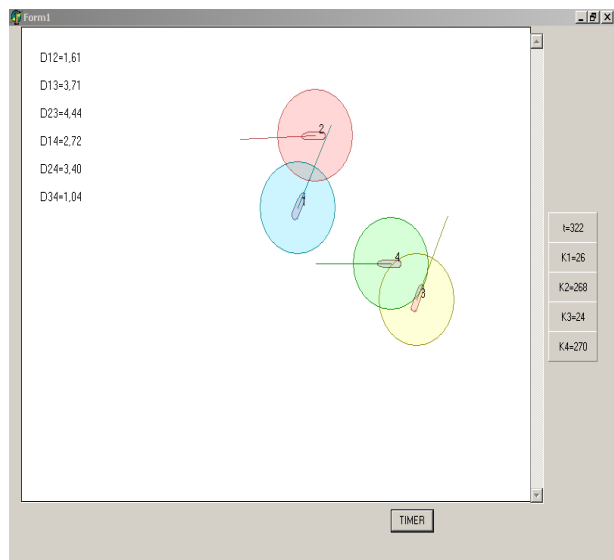 Form1
D12=1,61
D13=3,71
D23=4,44
D14=2,72
D24=3,40
D34=1,04
2
1
4
3
t=322
K1=26
K2=268
K3=24
K4=270
TIMER